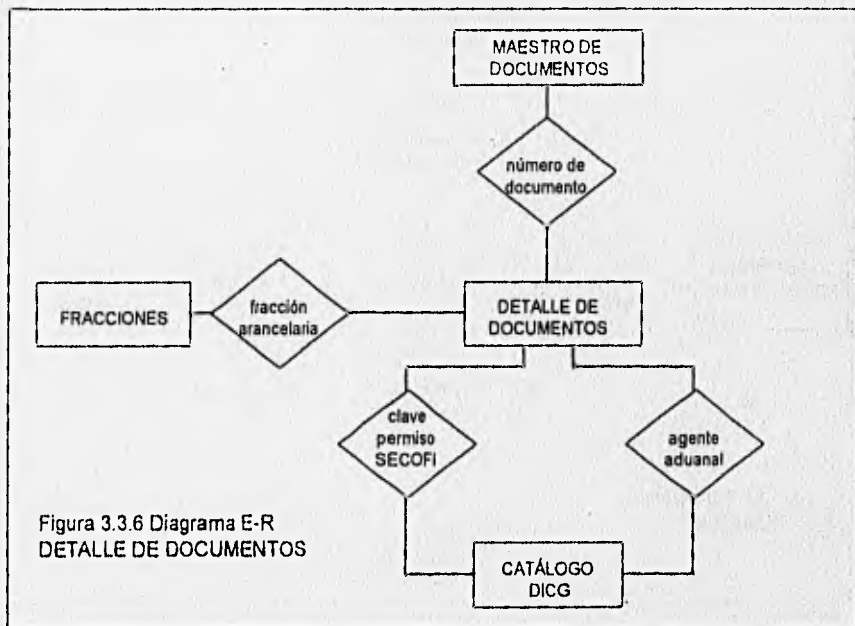 MAESTRO DE
DOCUMENTOS
número de
documento
FRACCIONES
fracción
arancelaria
DETALLE DE
DOCUMENTOS
clave
permiso
SECOFI
agente
aduanal
Figura 3.3.6 Diagrama E-R
DETALLE DE DOCUMENTOS
CATÁLOGO
DICG